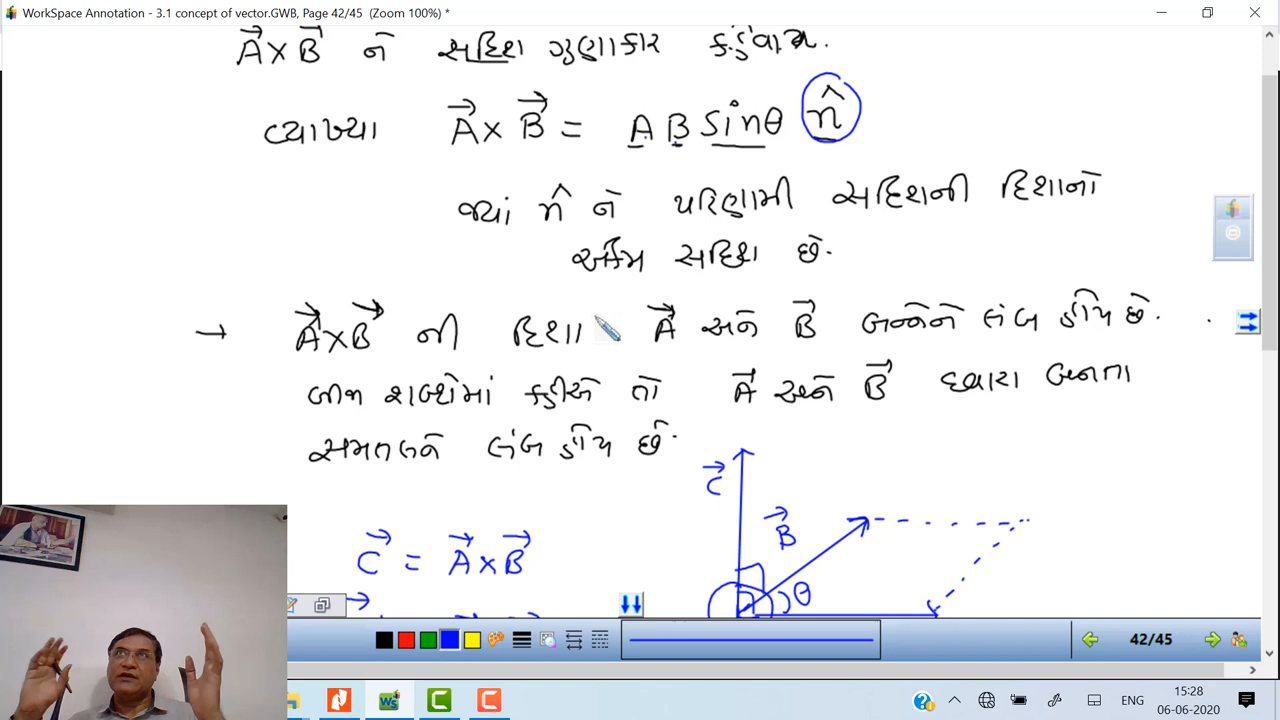 WorkSpace Annotation - 3.1 concept of vector.GWB, Page 42/45 (Zoom 100%) *
A⃗ × B⃗ ને સદિશ ગુણાકાર કહેવાય.
વ્યાખ્યા A⃗ × B⃗ = A B Sinθ n̂
જ્યાં n̂ ને પરિણામી સદિશની દિશાનો
એકમ સદિશ છે.
→ A⃗ × B⃗ ની દિશા A⃗ અને B⃗ બન્નેને લંબ હોય છે.
બીજા શબ્દોમાં કહીએ તો A⃗ અને B⃗ દ્વારા બનતા
સમતલને લંબ હોય છે.
C⃗
B⃗
C⃗ = A⃗ × B⃗
θ
42/45
ENG
15:28
06-06-2020